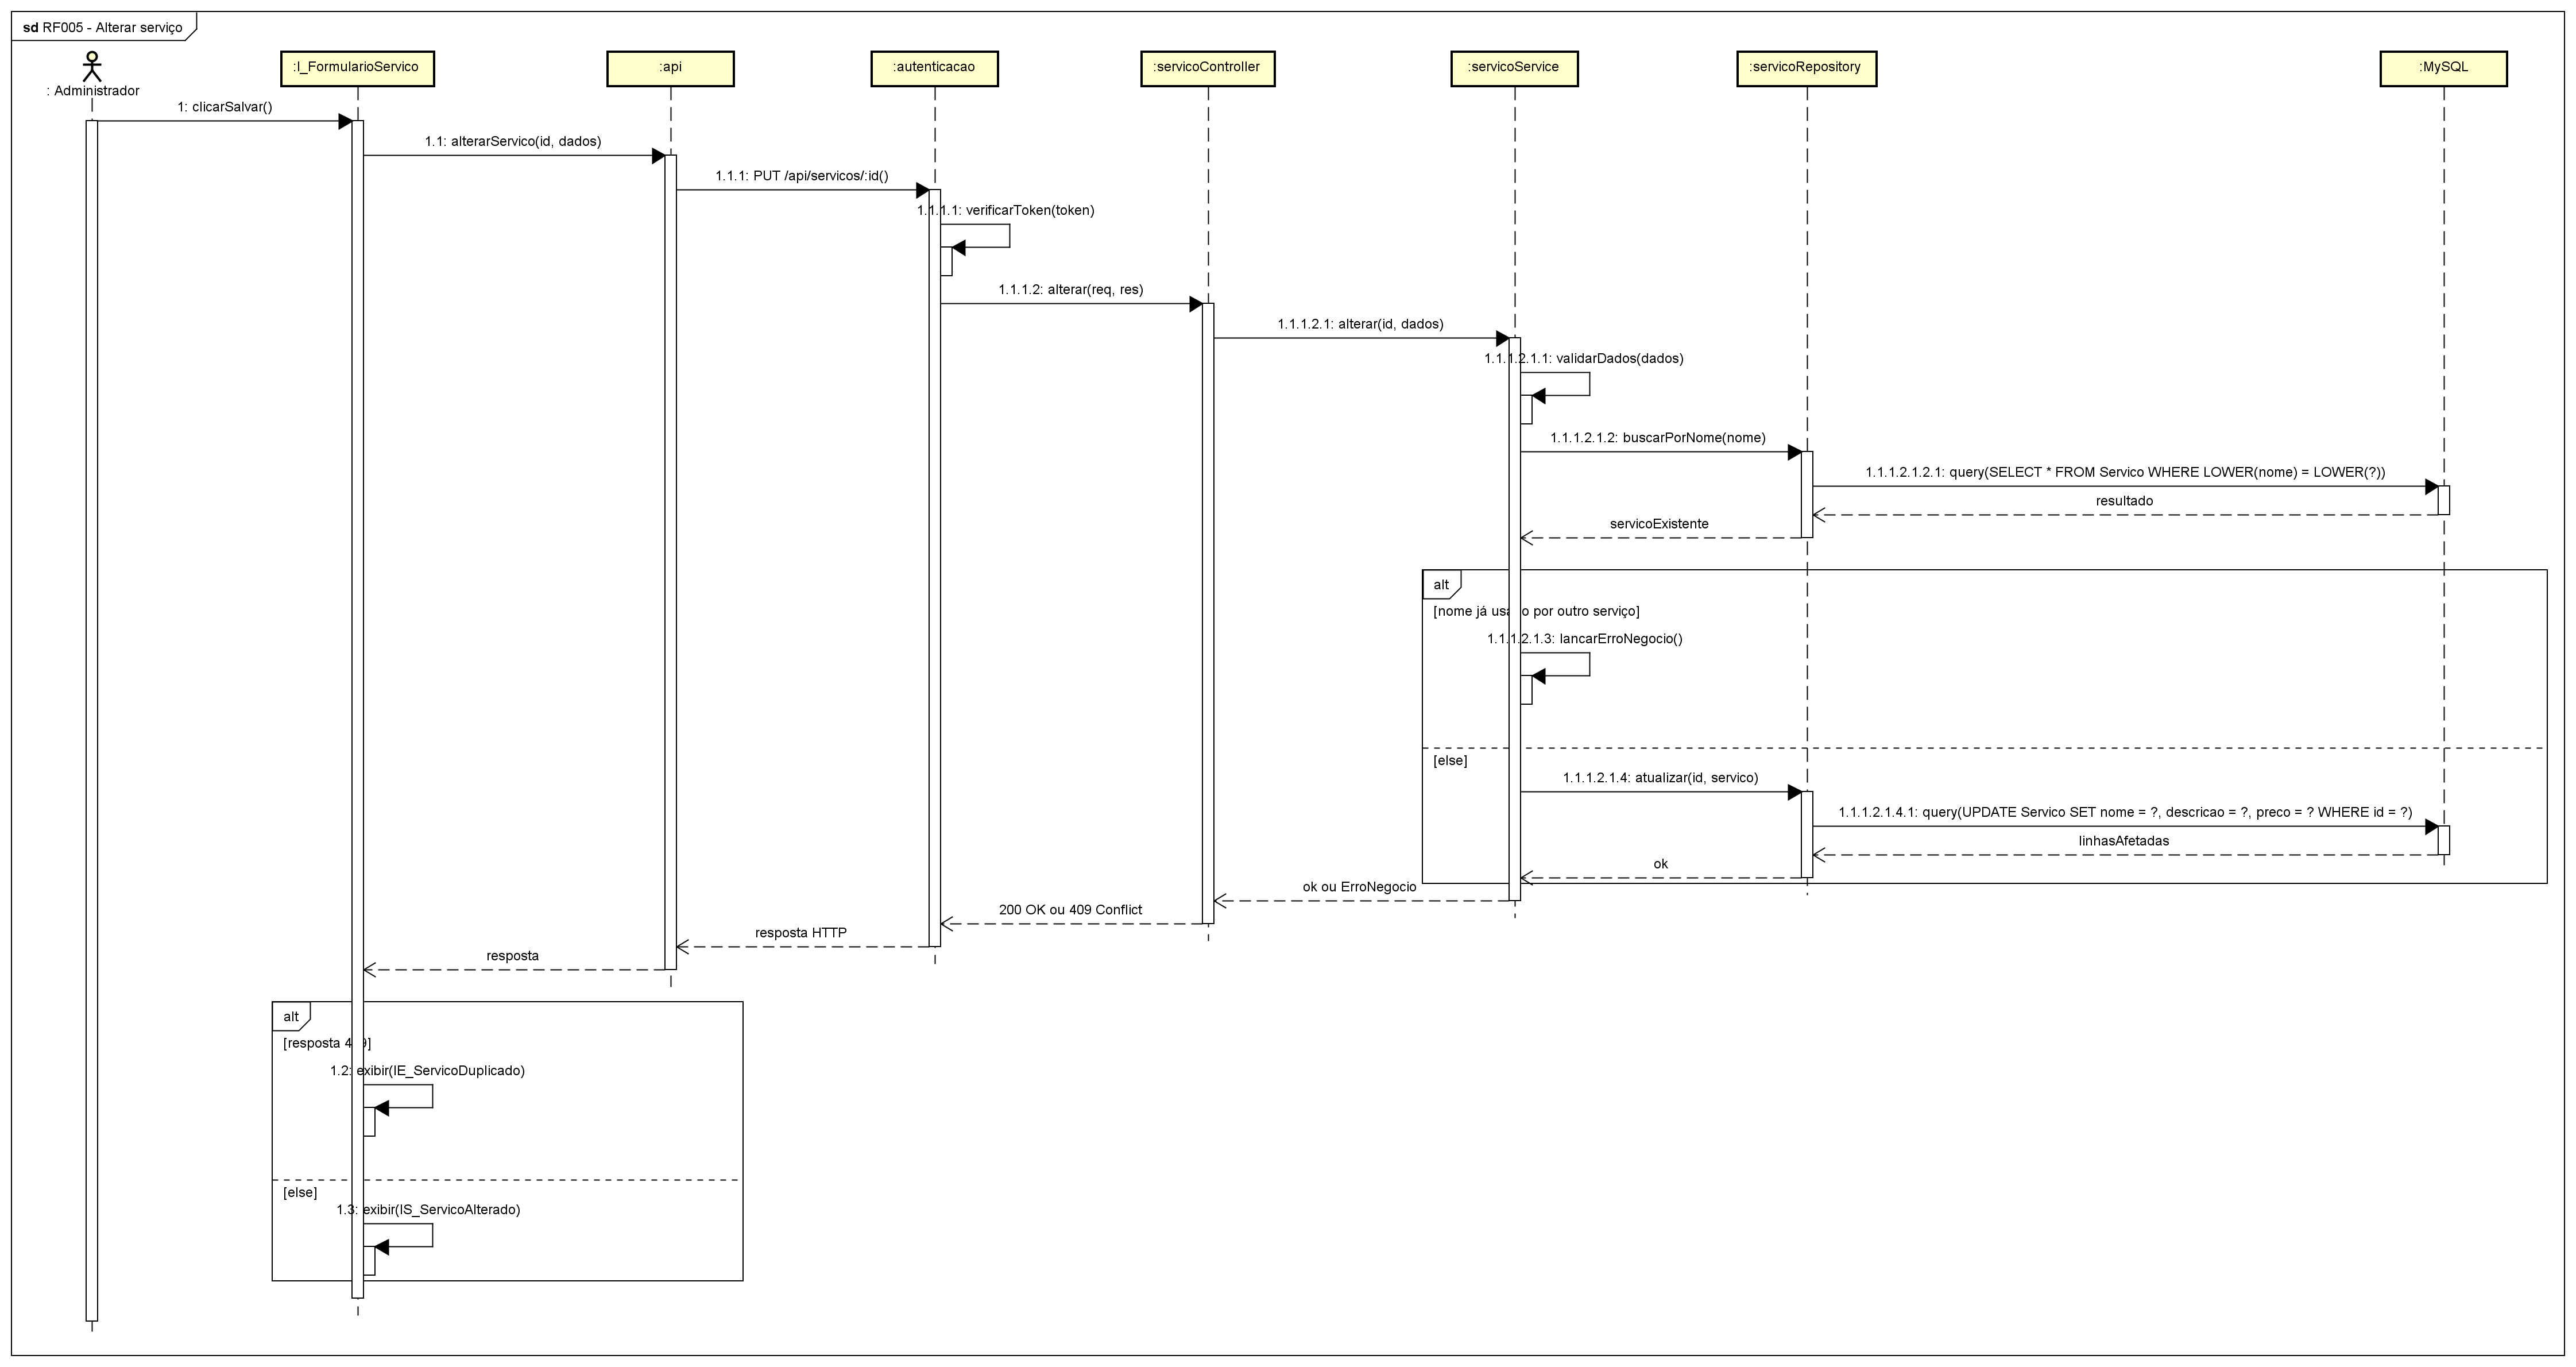 sd RF005 - Alterar serviço
: Administrador
:I_FormularioServico
:api
:autenticacao
:servicoController
:servicoService
:servicoRepository
:MySQL
1: clicarSalvar()
1.1: alterarServico(id, dados)
1.1.1: PUT /api/servicos/:id()
1.1.1.1: verificarToken(token)
1.1.1.2: alterar(req, res)
1.1.1.2.1: alterar(id, dados)
1.1.1.2.1.1: validarDados(dados)
1.1.1.2.1.2: buscarPorNome(nome)
1.1.1.2.1.2.1: query(SELECT * FROM Servico WHERE LOWER(nome) = LOWER(?))
resultado
servicoExistente
alt
[nome já usado por outro serviço]
1.1.1.2.1.3: lancarErroNegocio()
[else]
1.1.1.2.1.4: atualizar(id, servico)
1.1.1.2.1.4.1: query(UPDATE Servico SET nome = ?, descricao = ?, preco = ? WHERE id = ?)
linhasAfetadas
ok
ok ou ErroNegocio
200 OK ou 409 Conflict
resposta HTTP
resposta
alt
[resposta 409]
1.2: exibir(IE_ServicoDuplicado)
[else]
1.3: exibir(IS_ServicoAlterado)